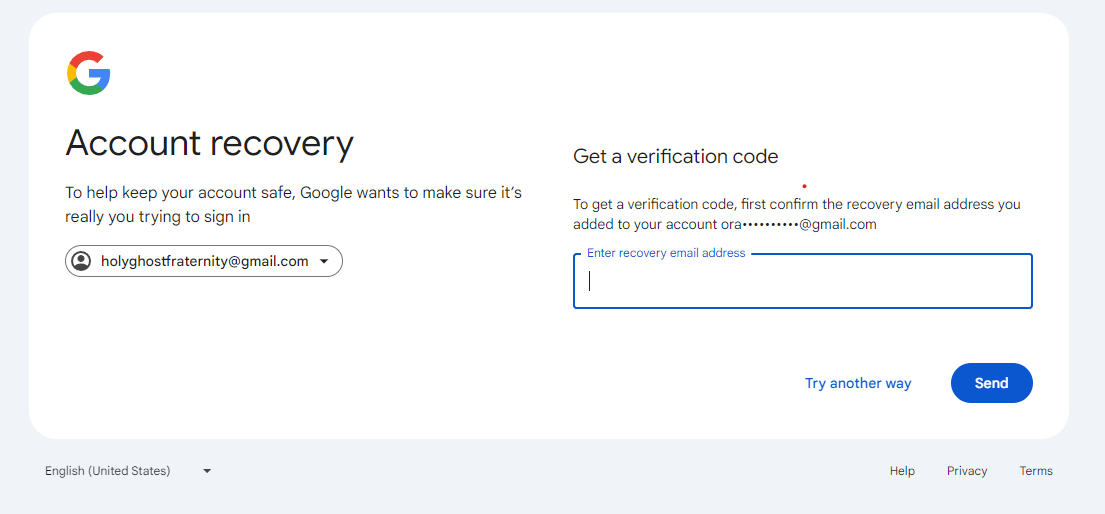 Account recovery
To help keep your account safe, Google wants to make sure it's
really you trying to sign in
holyghostfraternity@gmail.com
Get a verification code
To get a verification code, first confirm the recovery email address you
added to your account ora••••••••••@gmail.com
Enter recovery email address
Try another way
Send
English (United States)
Help
Privacy
Terms